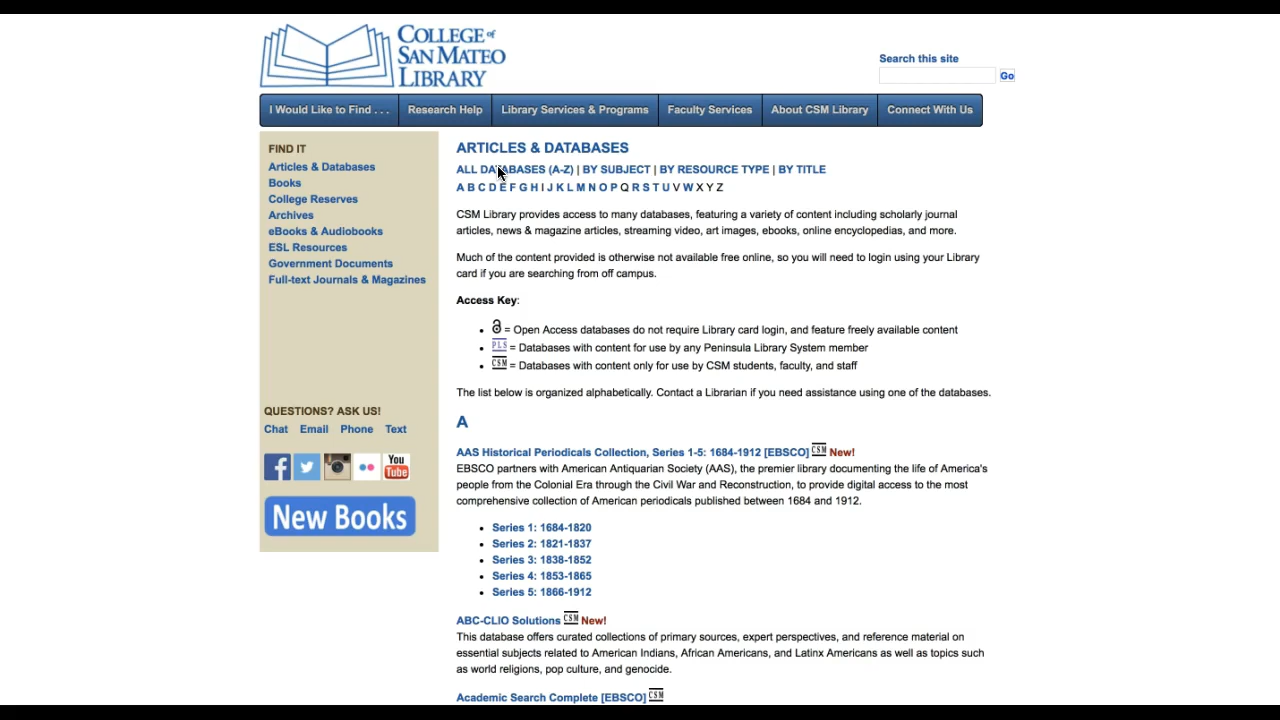 COLLEGE of
SAN MATEO
LIBRARY
Search this site
Go
I Would Like to Find . . .
Research Help
Library Services & Programs
Faculty Services
About CSM Library
Connect With Us
FIND IT
Articles & Databases
Books
College Reserves
Archives
eBooks & Audiobooks
ESL Resources
Government Documents
Full-text Journals & Magazines
QUESTIONS? ASK US!
Chat Email Phone Text
You
Tube
New Books
ARTICLES & DATABASES
ALL DATABASES (A-Z) | BY SUBJECT | BY RESOURCE TYPE | BY TITLE
A B C D E F G H I J K L M N O P Q R S T U V W X Y Z
CSM Library provides access to many databases, featuring a variety of content including scholarly journal
articles, news & magazine articles, streaming video, art images, ebooks, online encyclopedias, and more.
Much of the content provided is otherwise not available free online, so you will need to login using your Library
card if you are searching from off campus.
Access Key:
= Open Access databases do not require Library card login, and feature freely available content
PLS = Databases with content for use by any Peninsula Library System member
CSM = Databases with content only for use by CSM students, faculty, and staff
The list below is organized alphabetically. Contact a Librarian if you need assistance using one of the databases.
A
AAS Historical Periodicals Collection, Series 1-5: 1684-1912 [EBSCO] CSM New!
EBSCO partners with American Antiquarian Society (AAS), the premier library documenting the life of America's
people from the Colonial Era through the Civil War and Reconstruction, to provide digital access to the most
comprehensive collection of American periodicals published between 1684 and 1912.
Series 1: 1684-1820
Series 2: 1821-1837
Series 3: 1838-1852
Series 4: 1853-1865
Series 5: 1866-1912
ABC-CLIO Solutions CSM New!
This database offers curated collections of primary sources, expert perspectives, and reference material on
essential subjects related to American Indians, African Americans, and Latinx Americans as well as topics such
as world religions, pop culture, and genocide.
Academic Search Complete [EBSCO] CSM